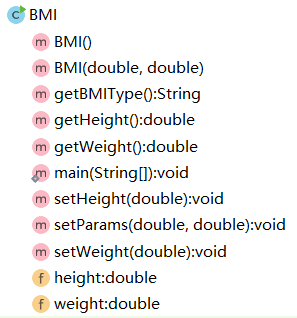 BMI
BMI()
BMI(double, double)
getBMIType():String
getHeight():double
getWeight():double
main(String[]):void
setHeight(double):void
setParams(double, double):void
setWeight(double):void
height:double
weight:double